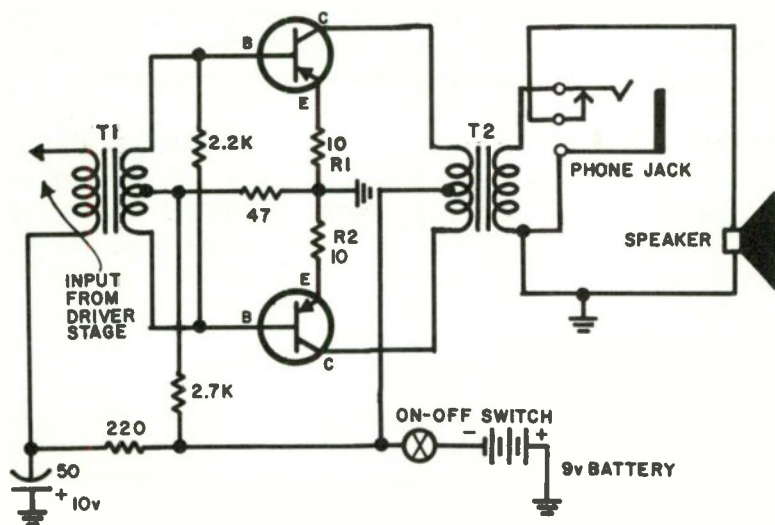 C
B
E
T1
2.2K
10
R1
T2
PHONE JACK
47
R2
10
SPEAKER
INPUT
FROM
DRIVER
STAGE
E
B
C
2.7K
ON-OFF SWITCH
220
- +
50
+ 10v
9v BATTERY